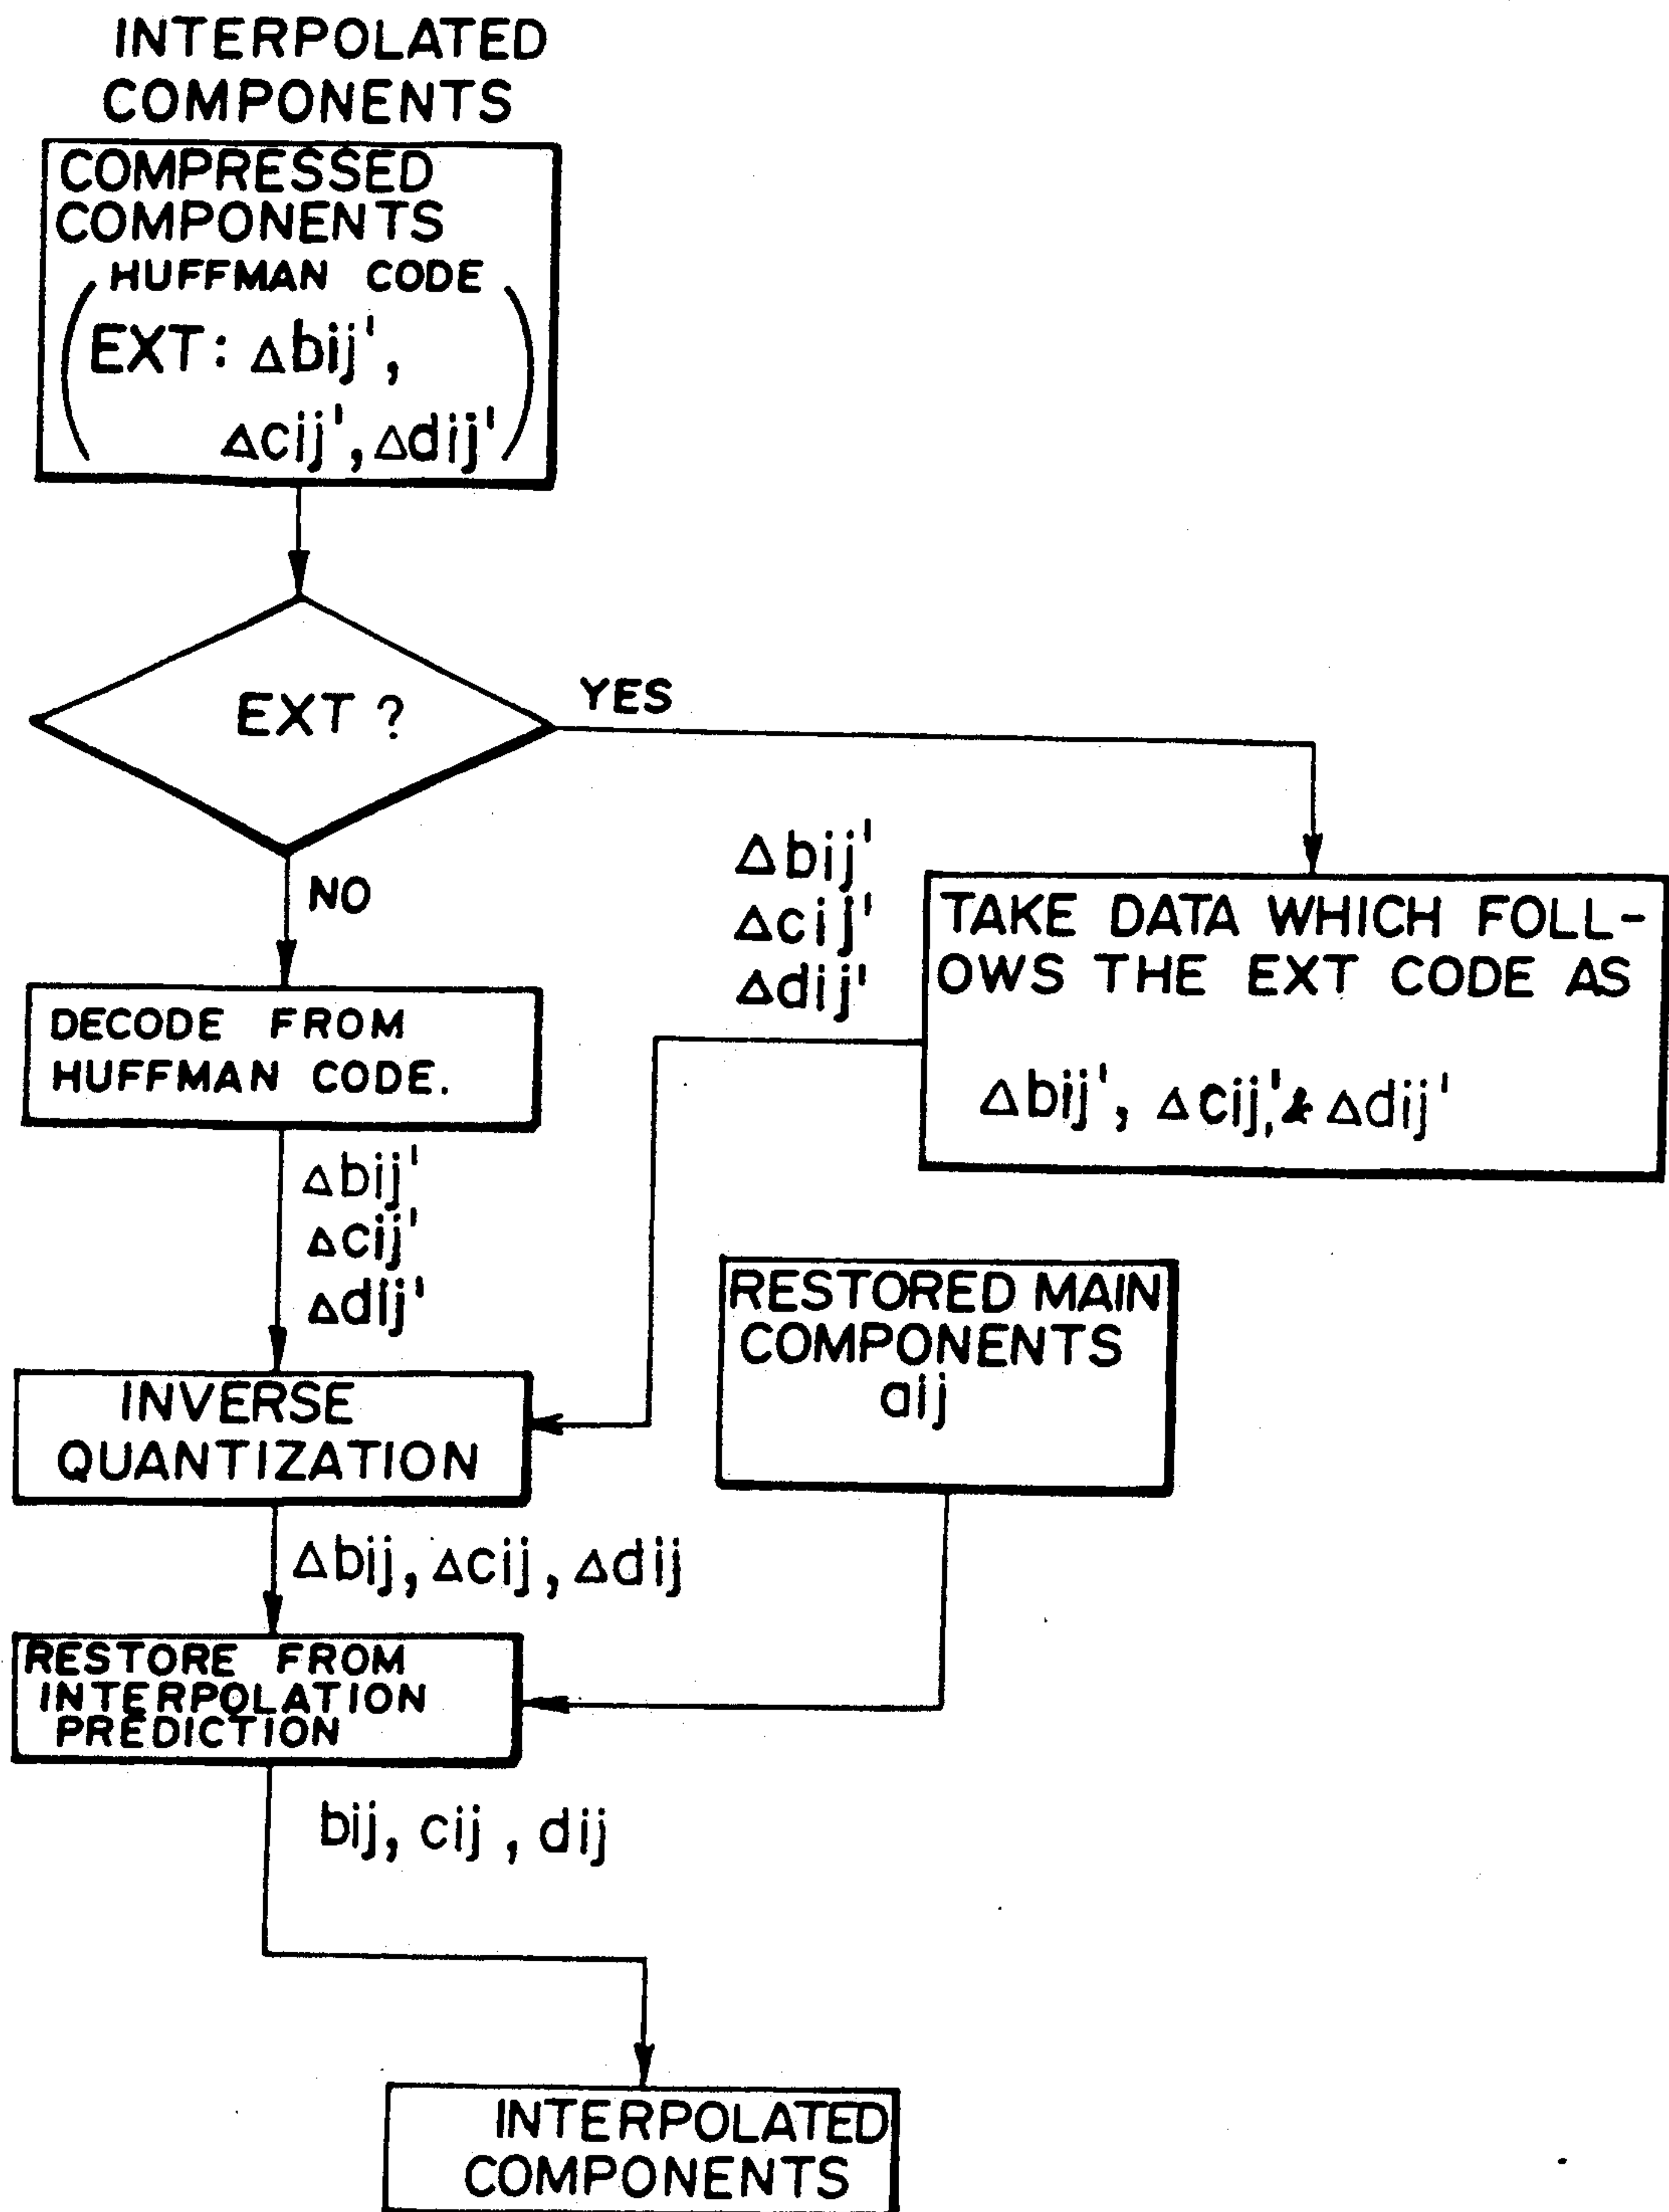 INTERPOLATED
COMPONENTS
COMPRESSED
COMPONENTS
HUFFMAN CODE
(EXT: Δbij',
Δcij', Δdij')
EXT ?
YES
NO
Δbij'
Δcij'
Δdij'
TAKE DATA WHICH FOLL-
OWS THE EXT CODE AS
Δbij', Δcij,'& Δdij'
DECODE FROM
HUFFMAN CODE.
Δbij'
Δcij'
Δdij'
RESTORED MAIN
COMPONENTS
aij
INVERSE
QUANTIZATION
Δbij, Δcij, Δdij
RESTORE FROM
INTERPOLATION
PREDICTION
bij, cij, dij
INTERPOLATED
COMPONENTS